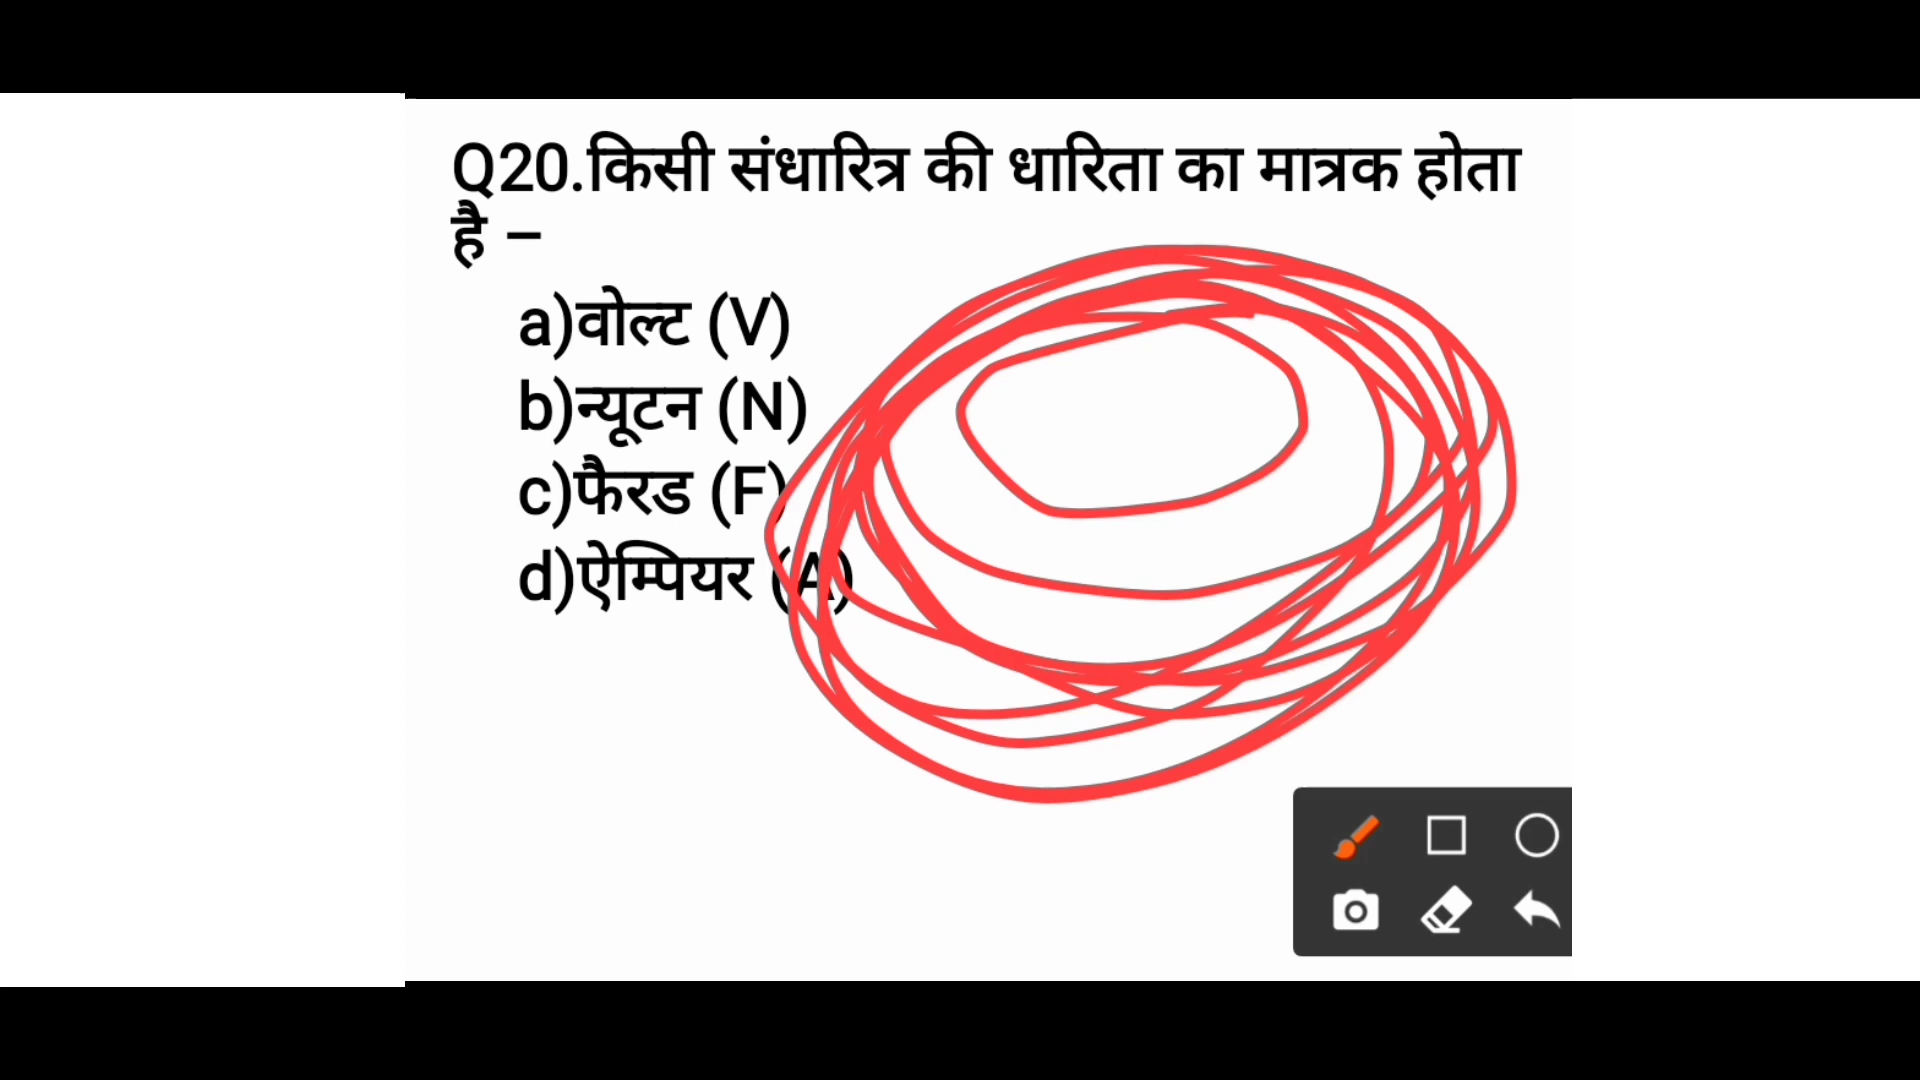 Q20.किसी संधारित्र की धारिता का मात्रक होता
है –
a)वोल्ट (V)
b)न्यूटन (N)
c)फैरड (F)
d)ऐम्पियर (A)